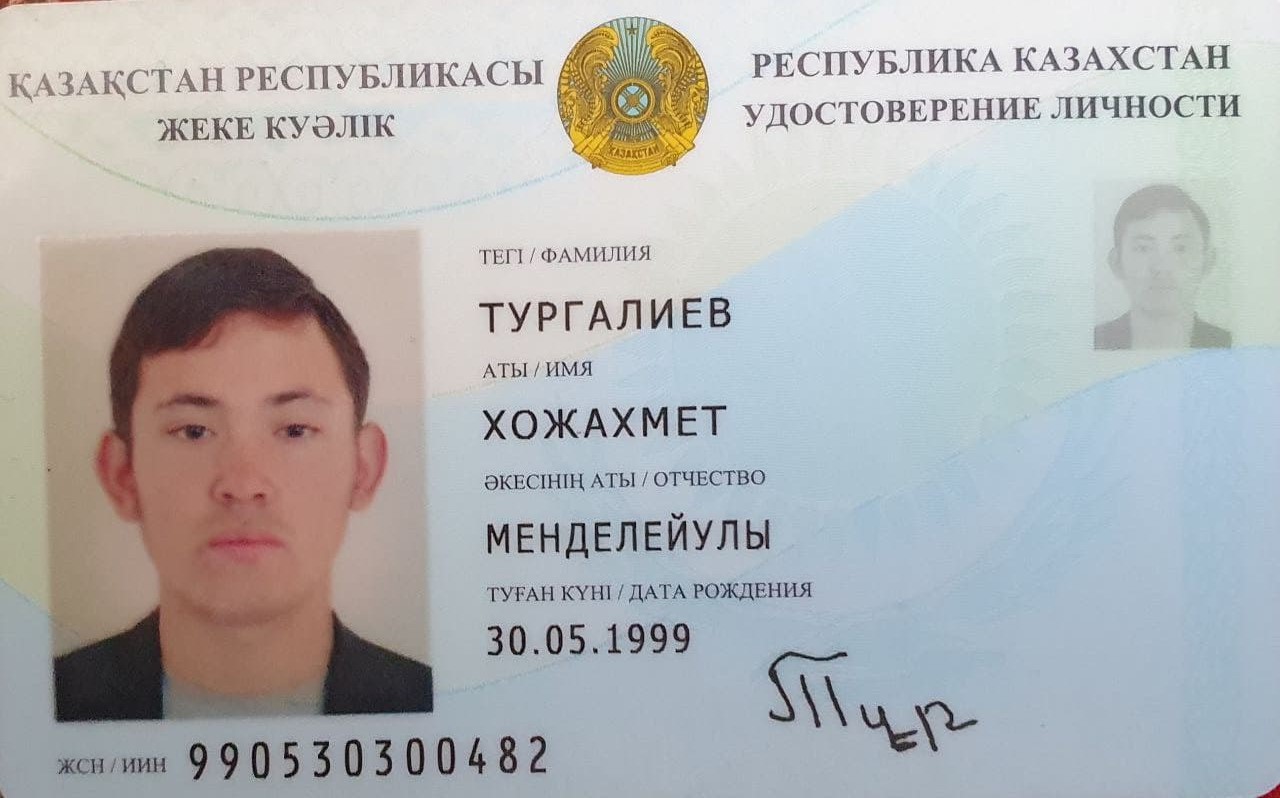 ҚАЗАҚСТАН РЕСПУБЛИКАСЫ
ЖЕКЕ КУӘЛІК
ҚАЗАҚСТАН
РЕСПУБЛИКА КАЗАХСТАН
УДОСТОВЕРЕНИЕ ЛИЧНОСТИ
ТЕГІ / ФАМИЛИЯ
ТУРГАЛИЕВ
АТЫ / ИМЯ
ХОЖАХМЕТ
ӘКЕСІНІҢ АТЫ / ОТЧЕСТВО
МЕНДЕЛЕЙУЛЫ
ТУҒАН КҮНІ / ДАТА РОЖДЕНИЯ
30.05.1999
ЖСН / ИИН 990530300482